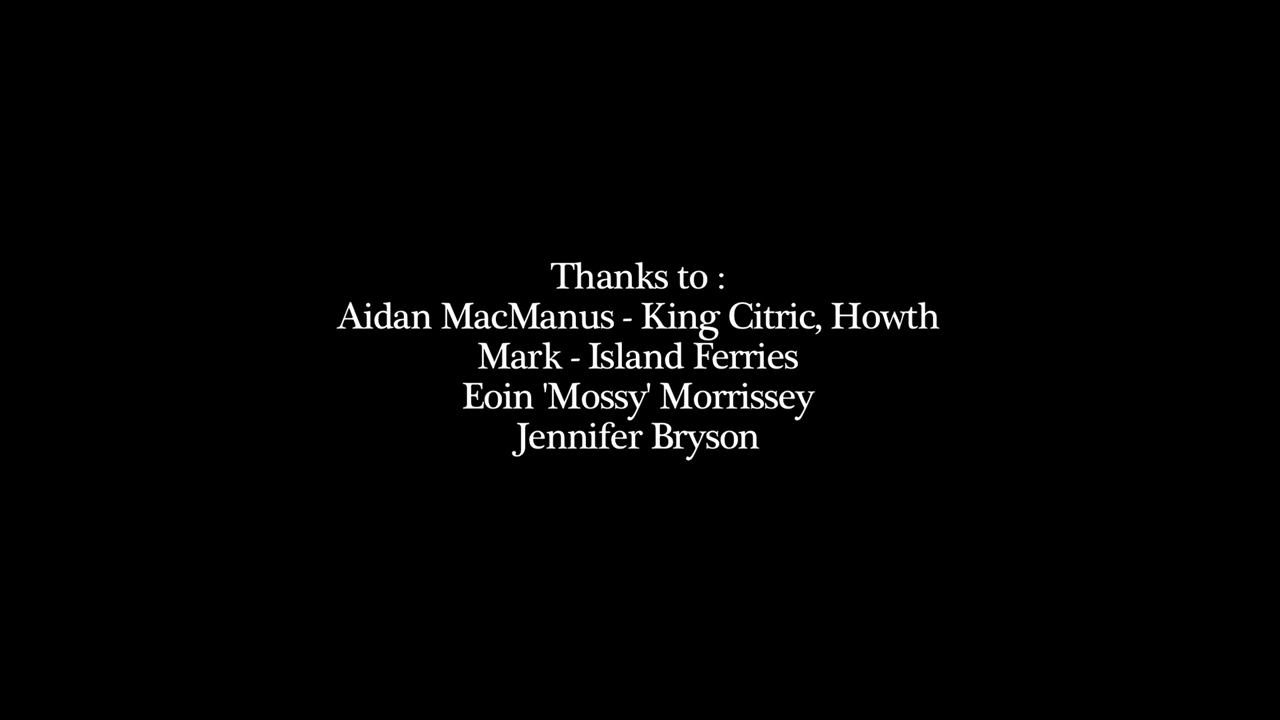 Thanks to :
Aidan MacManus - King Citric, Howth
Mark - Island Ferries
Eoin 'Mossy' Morrissey
Jennifer Bryson